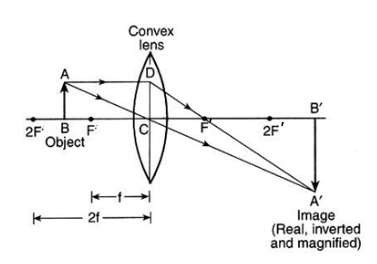 Convex
lens
A
D
B′
2F
B
F
C
F′
2F′
Object
A′
f
2f
Image
(Real, inverted
and magnified)